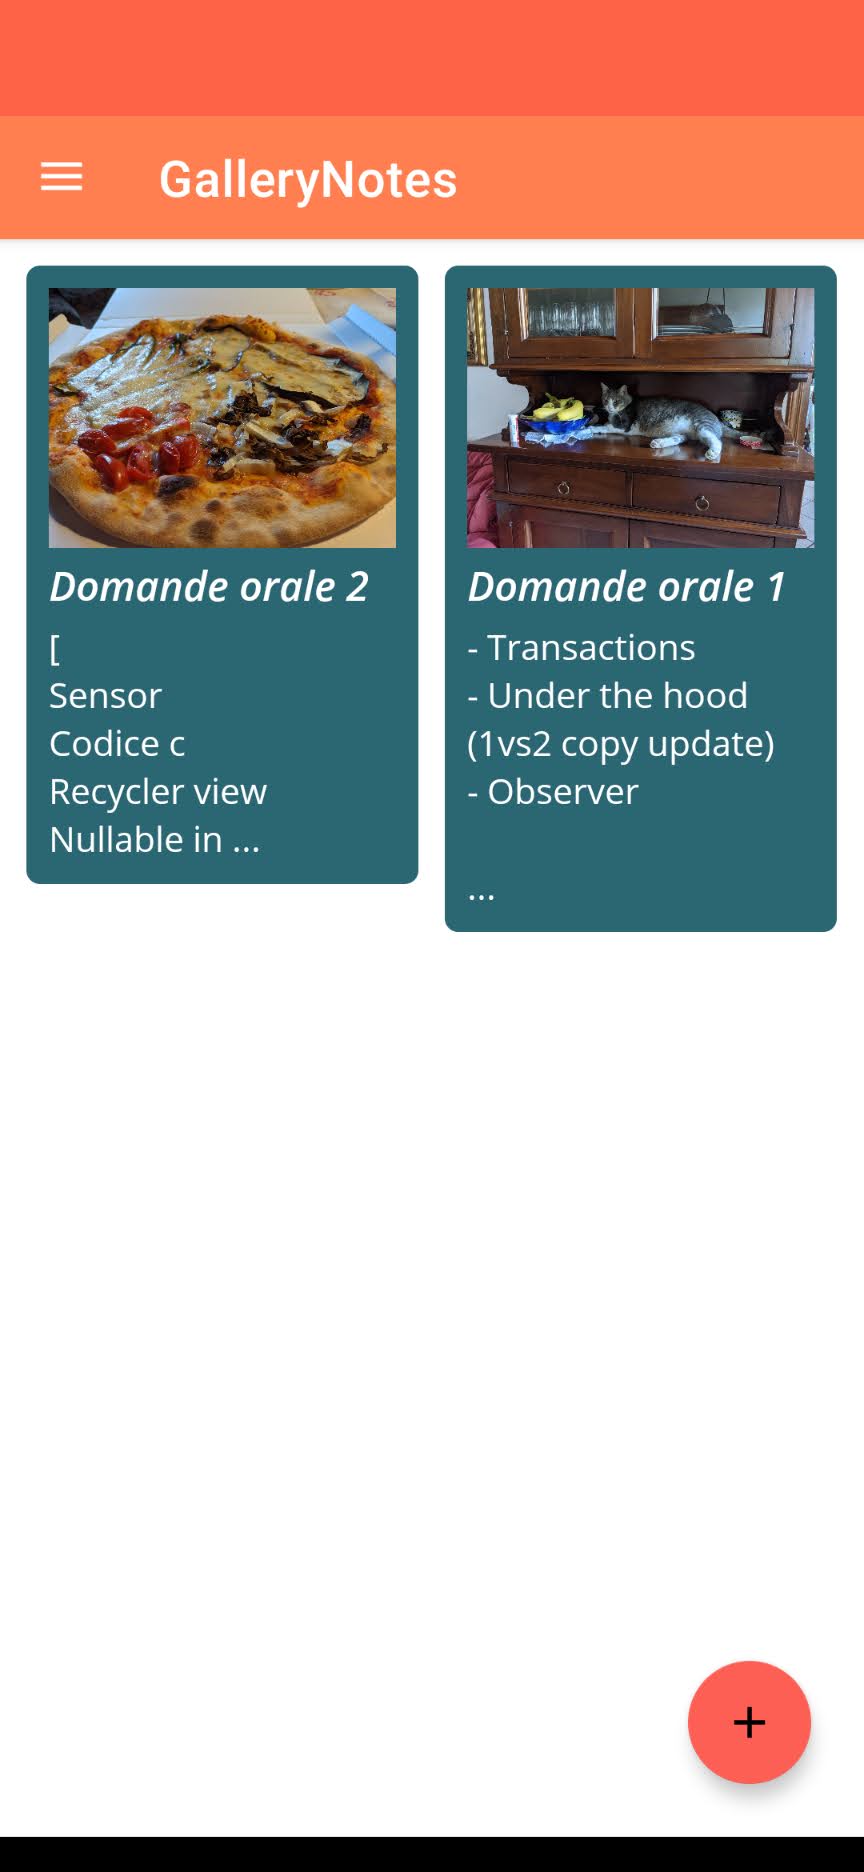 GalleryNotes
Domande orale 2
[
Sensor
Codice c
Recycler view
Nullable in ...
Domande orale 1
- Transactions
- Under the hood
(1vs2 copy update)
- Observer
...